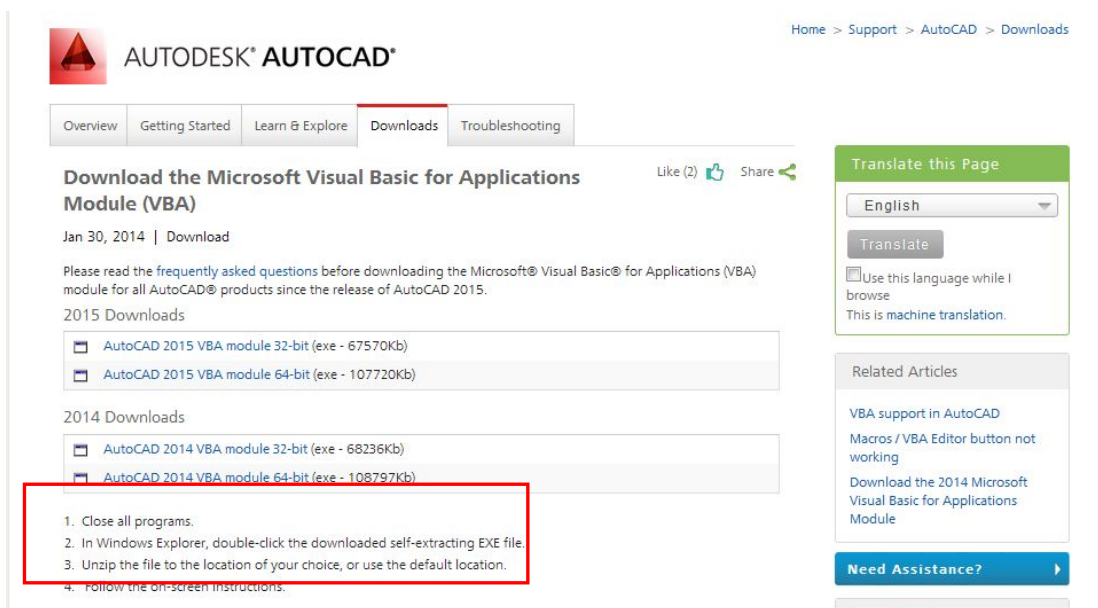 Home > Support > AutoCAD > Downloads
AUTODESK® AUTOCAD®
Overview
Getting Started
Learn & Explore
Downloads
Troubleshooting
Download the Microsoft Visual Basic for Applications
Module (VBA)
Like (2)
Share
Jan 30, 2014 | Download
Please read the frequently asked questions before downloading the Microsoft® Visual Basic® for Applications (VBA)
module for all AutoCAD® products since the release of AutoCAD 2015.
2015 Downloads
AutoCAD 2015 VBA module 32-bit (exe - 67570Kb)
AutoCAD 2015 VBA module 64-bit (exe - 107720Kb)
2014 Downloads
AutoCAD 2014 VBA module 32-bit (exe - 68236Kb)
AutoCAD 2014 VBA module 64-bit (exe - 108797Kb)
1. Close all programs.
2. In Windows Explorer, double-click the downloaded self-extracting EXE file.
3. Unzip the file to the location of your choice, or use the default location.
4. Follow the on-screen instructions.
Translate this Page
English
Translate
Use this language while I
browse
This is machine translation.
Related Articles
VBA support in AutoCAD
Macros / VBA Editor button not
working
Download the 2014 Microsoft
Visual Basic for Applications
Module
Need Assistance?